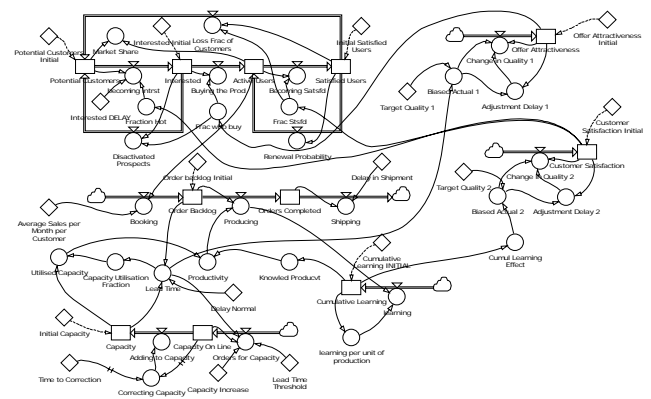 Potential Customers
Initial
Market Share
Interested Initial
Loss Frac of
Customers
Initial Satisfied
Users
Offer Attractiveness
Initial
Offer Attractiveness
Change in Quality 1
Potential Customers
Interested
Active Users
Satisfied Users
Becoming Intrst
Buying the Prod
Becoming Satsfd
Biased Actual 1
Interested DELAY
Fraction Hot
Frac who buy
Frac Stsfd
Target Quality 1
Adjustment Delay 1
Disactivated
Prospects
Renewal Probability
Customer
Satisfaction Initial
Order backlog Initial
Delay in Shipment
Customer Satisfaction
Change in Quality 2
Target Quality 2
Average Sales per
Month per
Customer
Booking
Order Backlog
Producing
Orders Completed
Shipping
Biased Actual 2
Adjustment Delay 2
Cumulative
Learning INITIAL
Cumul Learning
Effect
Utilised Capacity
Capacity Utilisation
Fraction
Lead Time
Productivity
Knowled Producvt
Cumulative Learning
learning
Delay Normal
Initial Capacity
Capacity
Adding to Capacity
Capacity On Line
Orders for Capacity
learning per unit of
production
Time to Correction
Correcting Capacity
Capacity Increase
Lead Time
Threshold